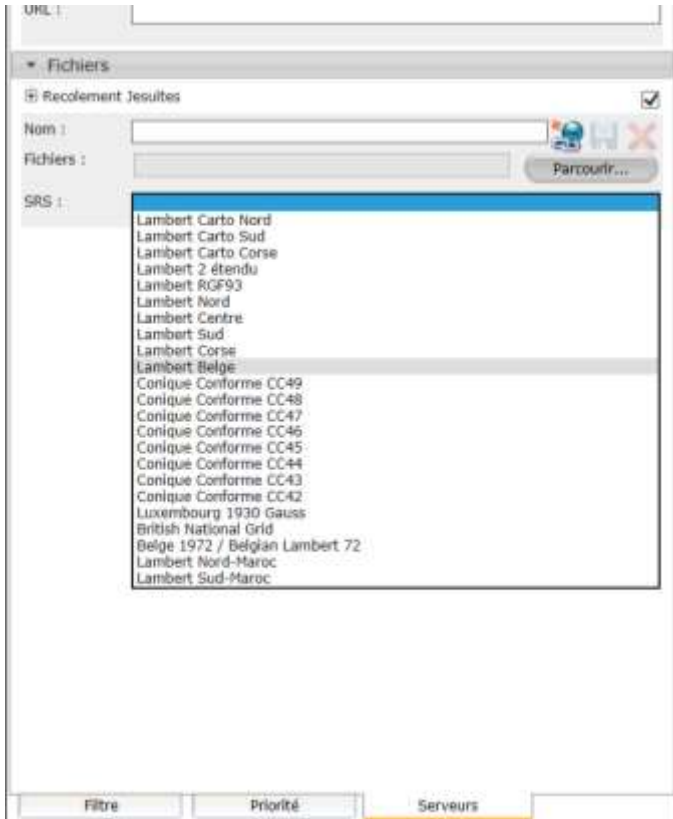 URL :
Fichiers
Recolement Jesuites
Nom :
Fichiers :
Parcourir...
SRS :
Lambert Carto Nord
Lambert Carto Sud
Lambert Carto Corse
Lambert 2 étendu
Lambert RGF93
Lambert Nord
Lambert Centre
Lambert Sud
Lambert Corse
Lambert Belge
Conique Conforme CC49
Conique Conforme CC48
Conique Conforme CC47
Conique Conforme CC46
Conique Conforme CC45
Conique Conforme CC44
Conique Conforme CC43
Conique Conforme CC42
Luxembourg 1930 Gauss
British National Grid
Belge 1972 / Belgian Lambert 72
Lambert Nord-Maroc
Lambert Sud-Maroc
Filtre Priorité Serveurs